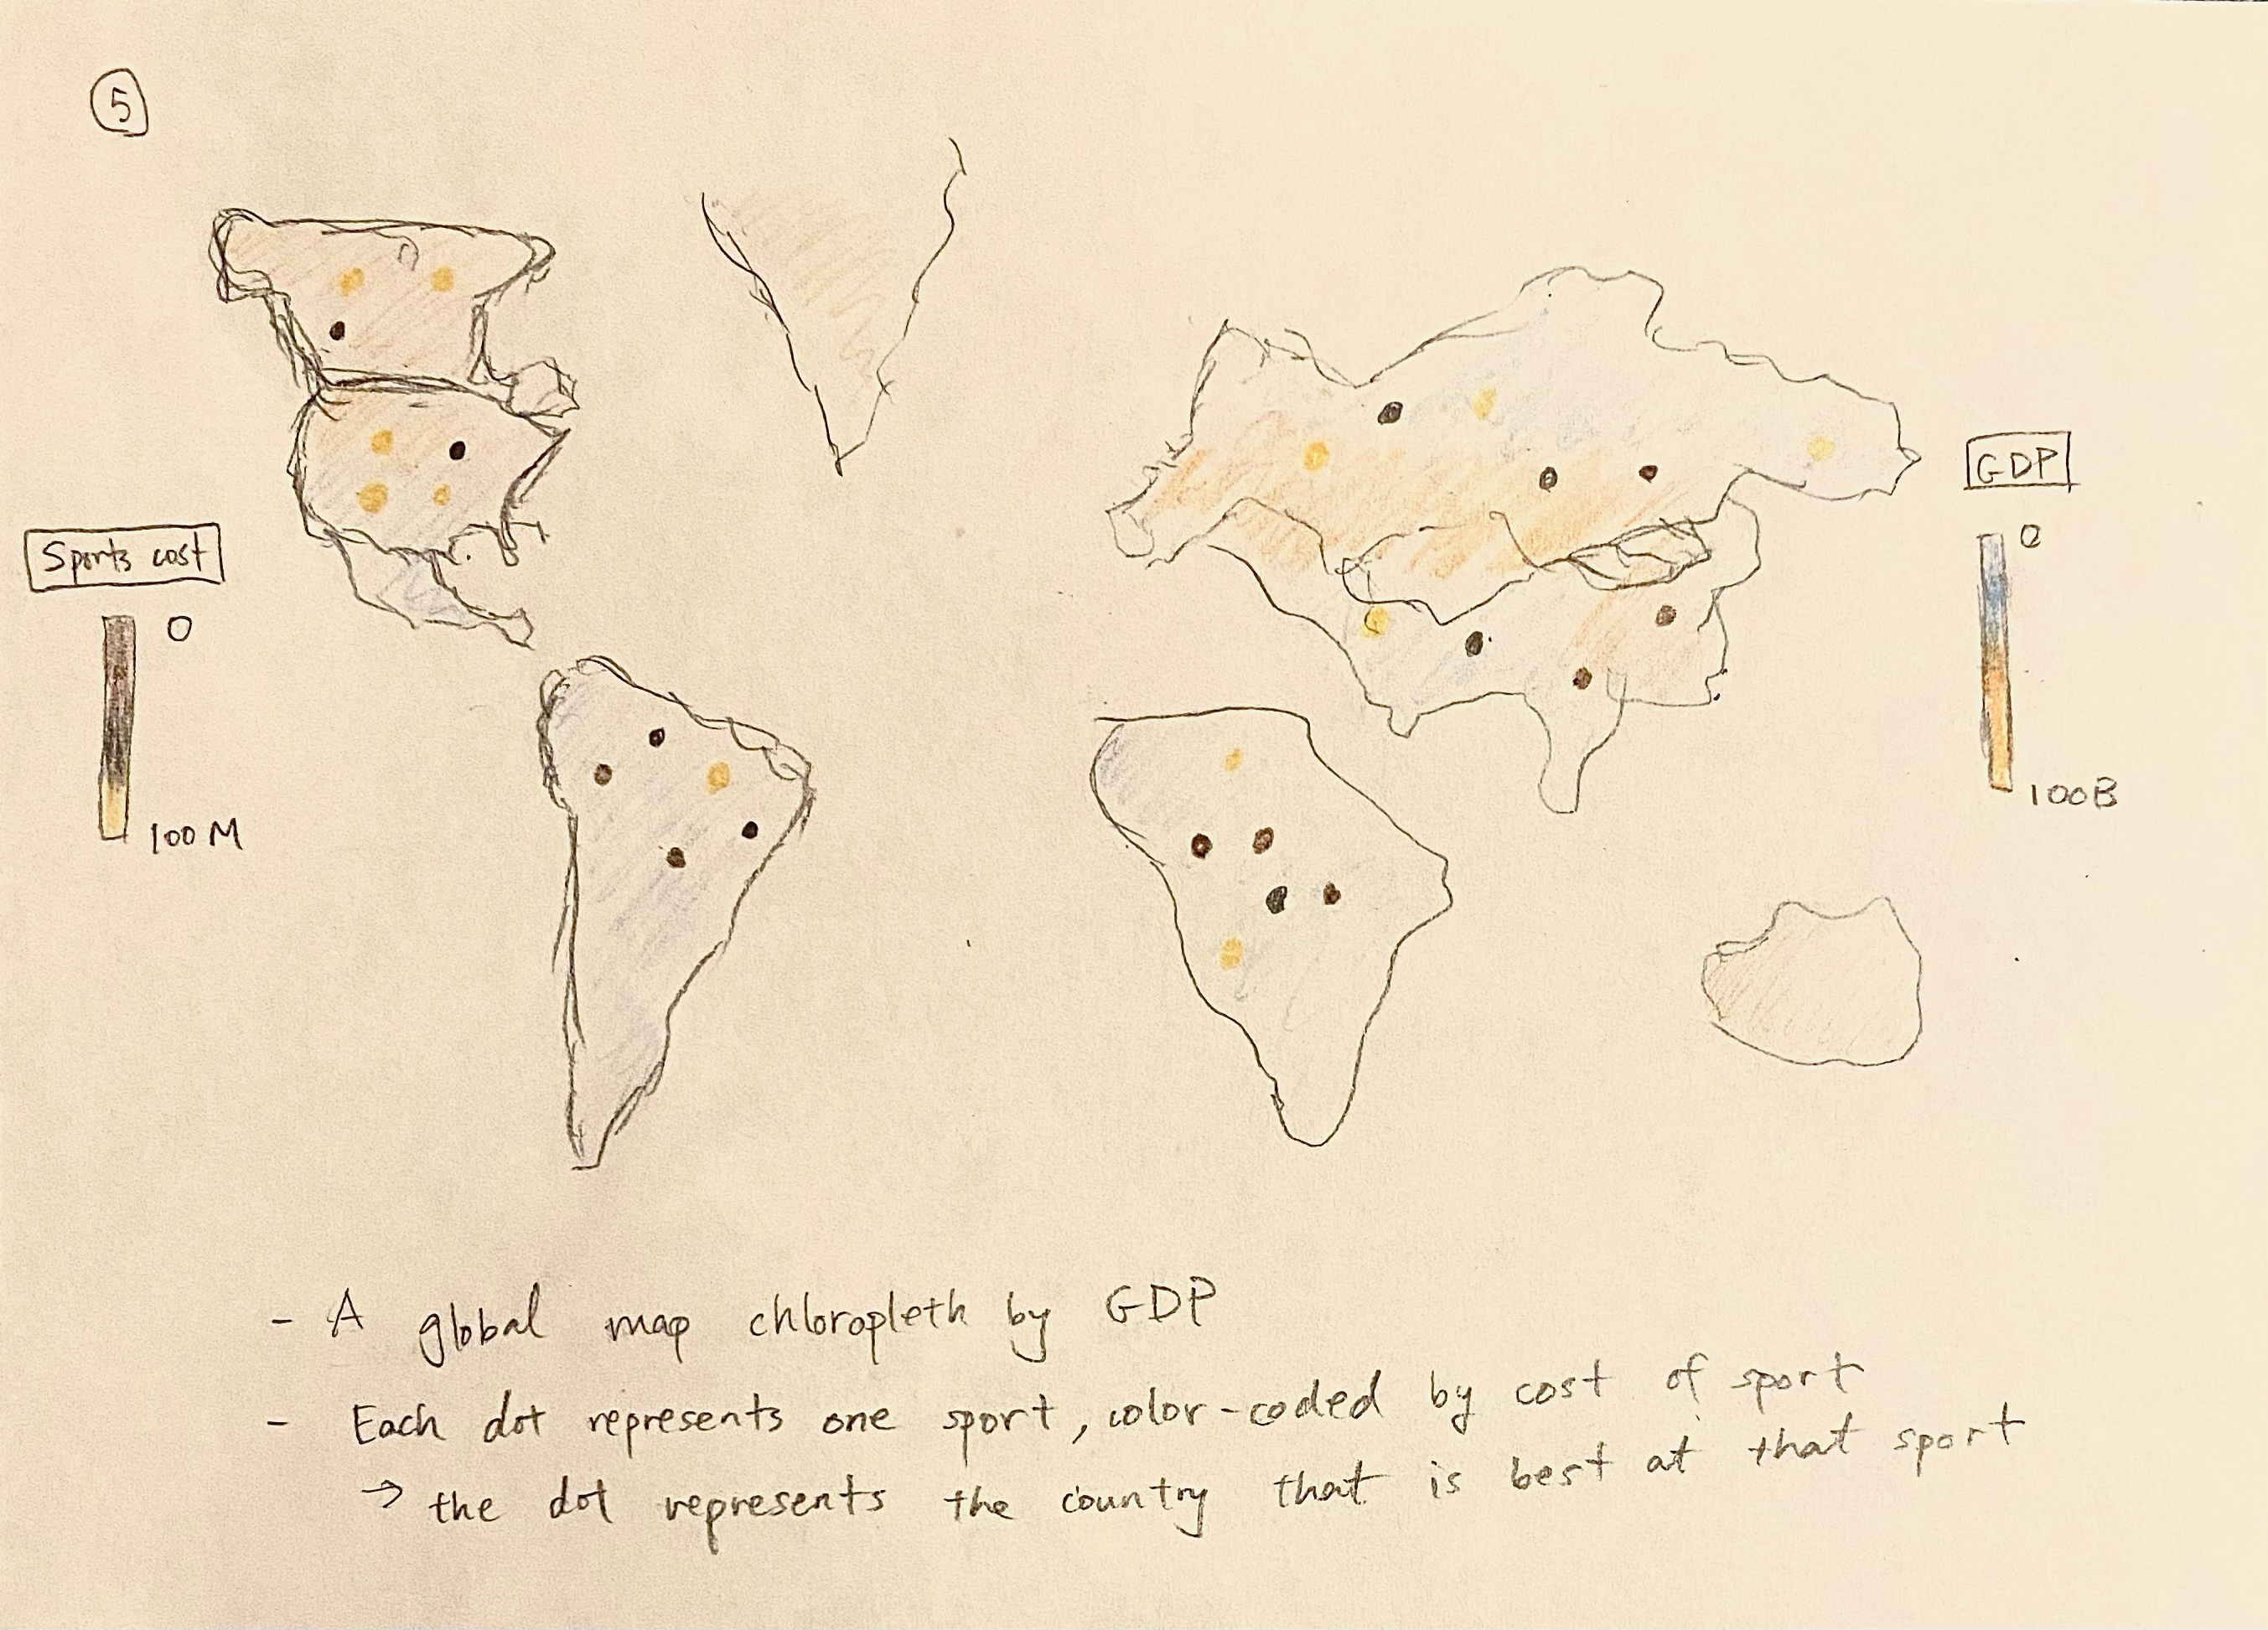 5
GDP
0
Sports cost
0
100B
100 M
- A global map chloropleth by GDP
- Each dot represents one sport, color-coded by cost of sport
→ the dot represents the country that is best at that sport